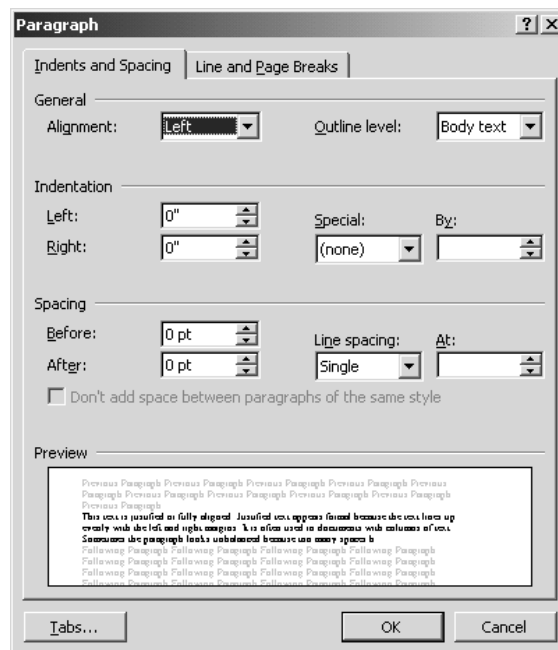 Paragraph
Indents and Spacing Line and Page Breaks
General
Alignment: Left Outline level: Body text
Indentation
Left: 0" Special: By:
Right: 0" (none)
Spacing
Before: 0 pt Line spacing: At:
After: 0 pt Single
Don't add space between paragraphs of the same style
Preview
Previous Paragraph Previous Paragraph Previous Paragraph Previous Paragraph Previous
Paragraph Previous Paragraph Previous Paragraph Previous Paragraph Previous Paragraph
Previous Paragraph
This text is justified or fully aligned. Justified text appears formal because the text lines up
evenly with the left and right margins. It is often used in documents with columns of text.
Sometimes the paragraph looks unbalanced because too many spaces b
Following Paragraph Following Paragraph Following Paragraph Following Paragraph
Following Paragraph Following Paragraph Following Paragraph Following Paragraph
Following Paragraph Following Paragraph Following Paragraph Following Paragraph
Following Paragraph Following Paragraph Following Paragraph Following Paragraph
Tabs... OK Cancel